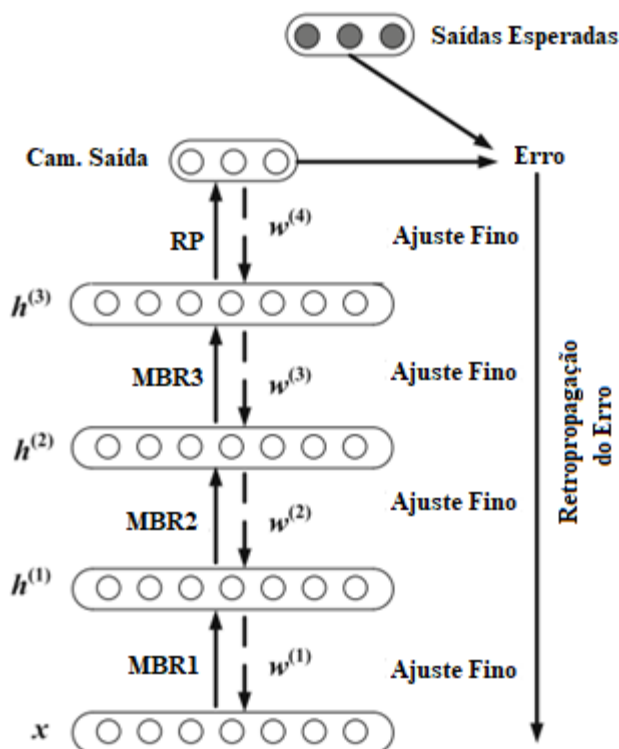 Saídas Esperadas
Cam. Saída
Erro
RP
w(4)
Ajuste Fino
h(3)
MBR3
w(3)
Ajuste Fino
h(2)
MBR2
w(2)
Ajuste Fino
h(1)
MBR1
w(1)
Ajuste Fino
x
Retropropagação
do Erro